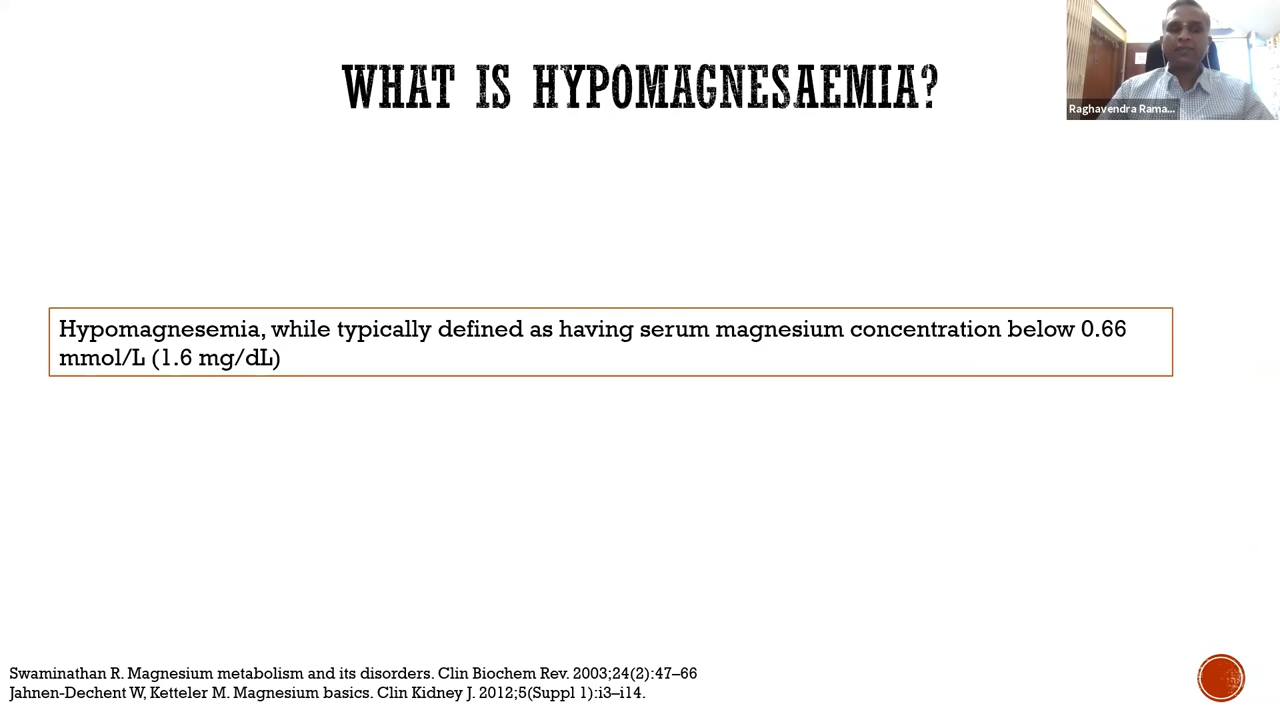 WHAT IS HYPOMAGNESAEMIA?
Raghavendra Rama...
Hypomagnesemia, while typically defined as having serum magnesium concentration below 0.66
mmol/L (1.6 mg/dL)
Swaminathan R. Magnesium metabolism and its disorders. Clin Biochem Rev. 2003;24(2):47–66
Jahnen-Dechent W, Ketteler M. Magnesium basics. Clin Kidney J. 2012;5(Suppl 1):i3–i14.